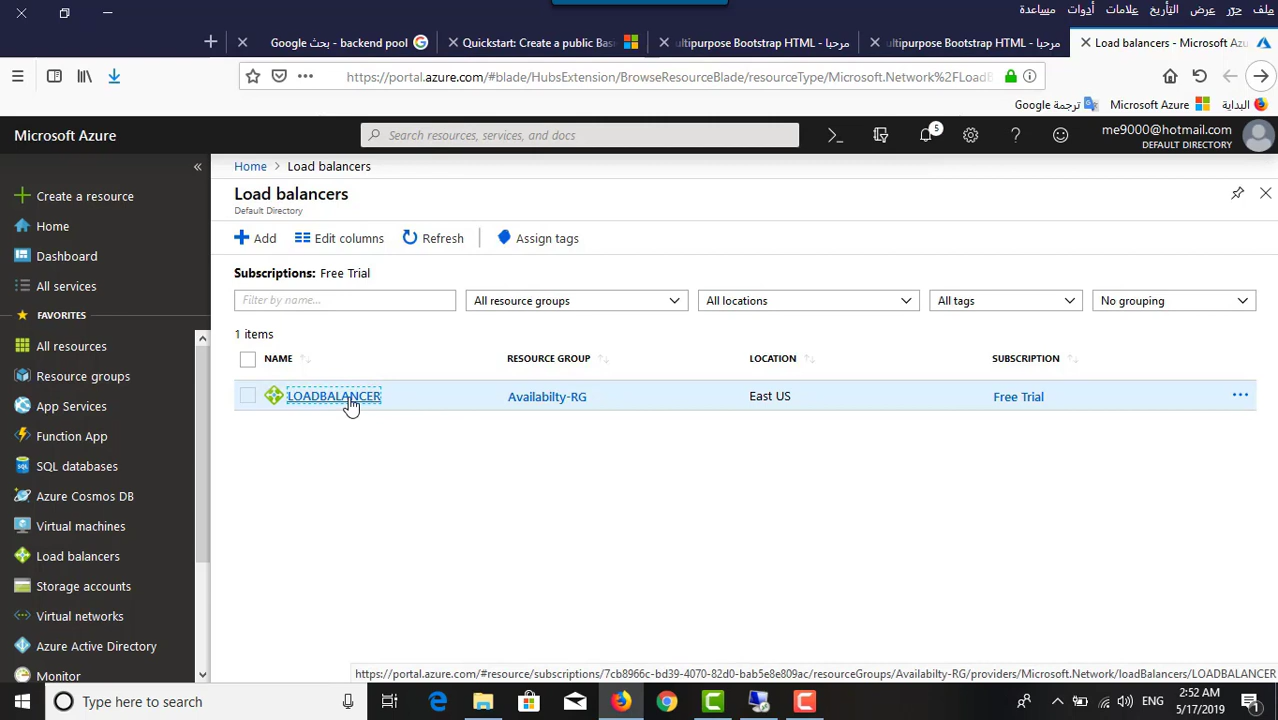 ملف
حرّر
عرض
التأريخ
علامات
أدوات
مساعدة
Load balancers - Microsoft Azu
مرحبا - ultipurpose Bootstrap HTML
مرحبا - ultipurpose Bootstrap HTML
Quickstart: Create a public Bas
backend pool - بحث Google
https://portal.azure.com/#blade/HubsExtension/BrowseResourceBlade/resourceType/Microsoft.Network%2FLoadB
البداية
Microsoft Azure
ترجمة Google
Microsoft Azure
Search resources, services, and docs
5
me9000@hotmail.com
DEFAULT DIRECTORY
Create a resource
Home
Dashboard
All services
FAVORITES
All resources
Resource groups
App Services
Function App
SQL databases
Azure Cosmos DB
Virtual machines
Load balancers
Storage accounts
Virtual networks
Azure Active Directory
Monitor
Home > Load balancers
Load balancers
Default Directory
Add
Edit columns
Refresh
Assign tags
Subscriptions: Free Trial
Filter by name...
All resource groups
All locations
All tags
No grouping
1 items
NAME
RESOURCE GROUP
LOCATION
SUBSCRIPTION
LOADBALANCER
Availabilty-RG
East US
Free Trial
https://portal.azure.com/#resource/subscriptions/7cb8966c-bd39-4070-82d0-bab5e8e809ac/resourceGroups/Availabilty-RG/providers/Microsoft.Network/loadBalancers/LOADBALANCER
Type here to search
ENG
2:52 AM
5/17/2019
1